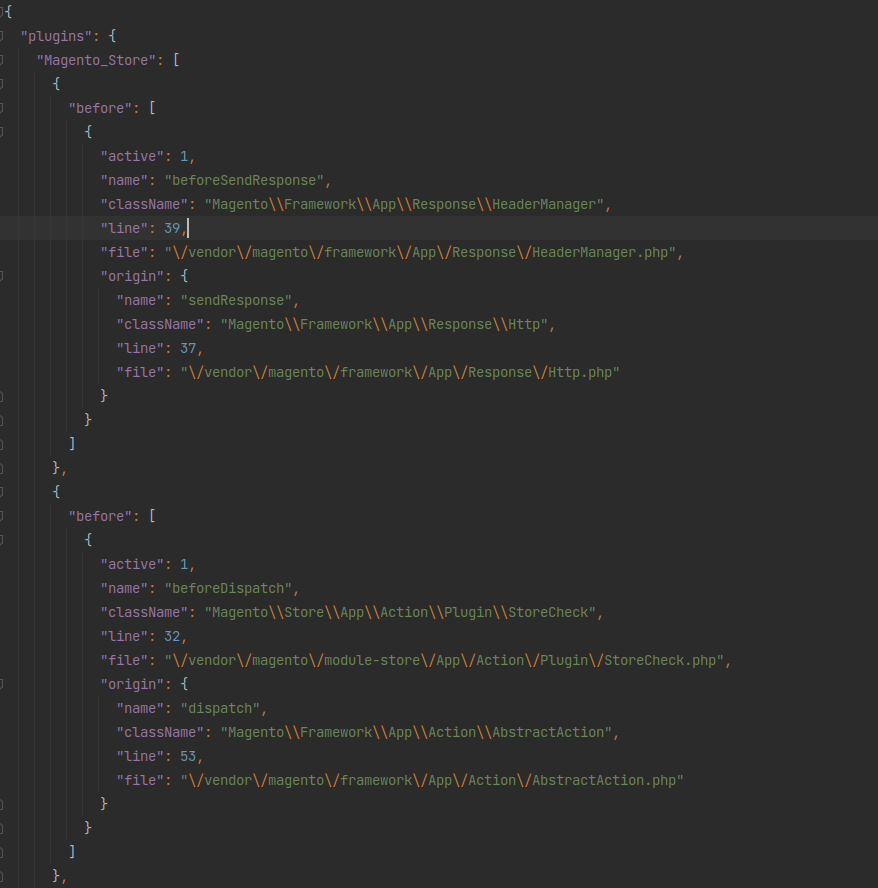 {
"plugins": {
"Magento_Store": [
{
"before": [
{
"active": 1,
"name": "beforeSendResponse",
"className": "Magento\\Framework\\App\\Response\\HeaderManager",
"line": 39,
"file": "\/vendor\/magento\/framework\/App\/Response\/HeaderManager.php",
"origin": {
"name": "sendResponse",
"className": "Magento\\Framework\\App\\Response\\Http",
"line": 37,
"file": "\/vendor\/magento\/framework\/App\/Response\/Http.php"
}
}
]
},
{
"before": [
{
"active": 1,
"name": "beforeDispatch",
"className": "Magento\\Store\\App\\Action\\Plugin\\StoreCheck",
"line": 32,
"file": "\/vendor\/magento\/module-store\/App\/Action\/Plugin\/StoreCheck.php",
"origin": {
"name": "dispatch",
"className": "Magento\\Framework\\App\\Action\\AbstractAction",
"line": 53,
"file": "\/vendor\/magento\/framework\/App\/Action\/AbstractAction.php"
}
}
]
},